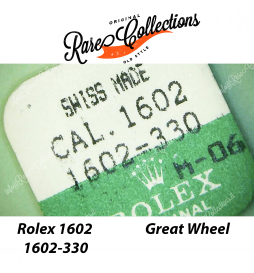 ORIGINAL
Rare Collections
OLD STYLE
SWISS MADE
CAL. 1602
1602-330
M-06
ROLEX
Rolex 1602 Great Wheel
1602-330